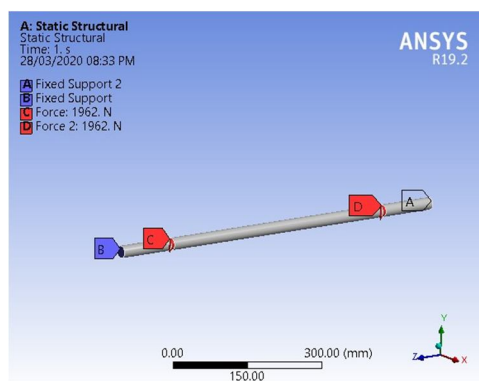 A: Static Structural
Static Structural
Time: 1. s
28/03/2020 08:33 PM
A Fixed Support 2
B Fixed Support
C Force: 1962. N
D Force 2: 1962. N
ANSYS
R19.2
D
A
C
B
Y
Z
X
0.00
300.00 (mm)
150.00